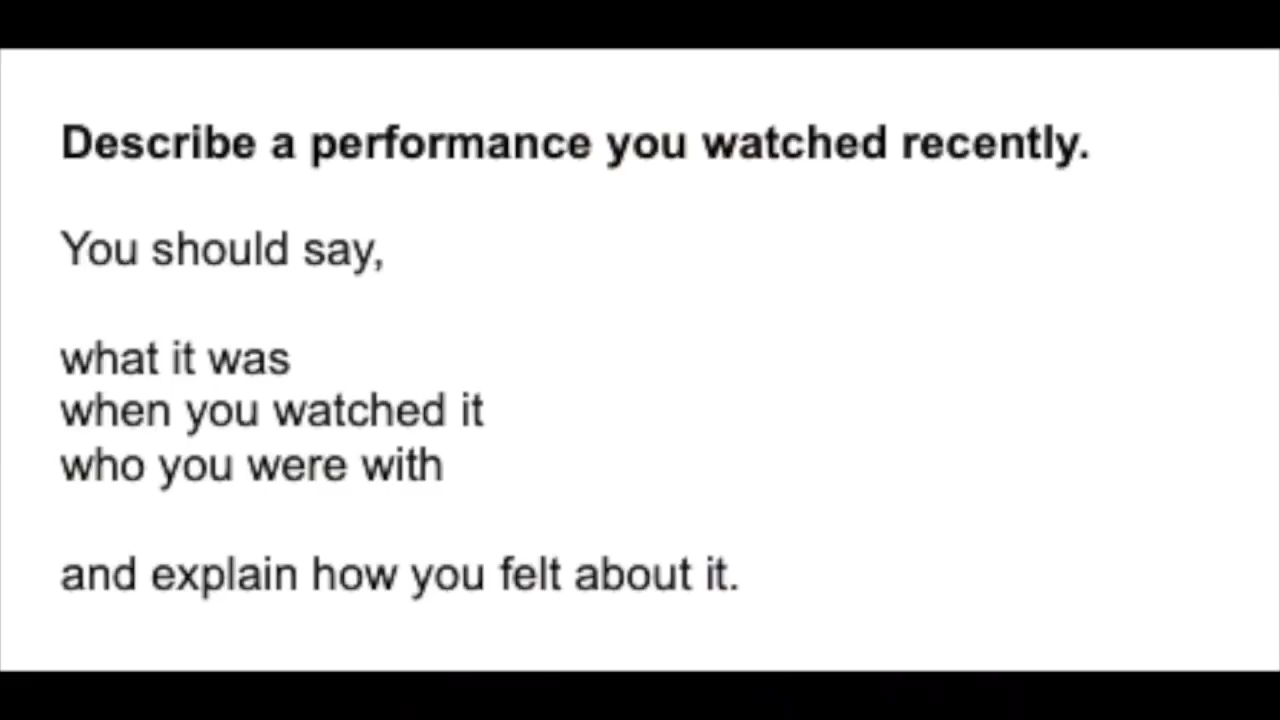 Describe a performance you watched recently.
You should say,
what it was
when you watched it
who you were with
and explain how you felt about it.